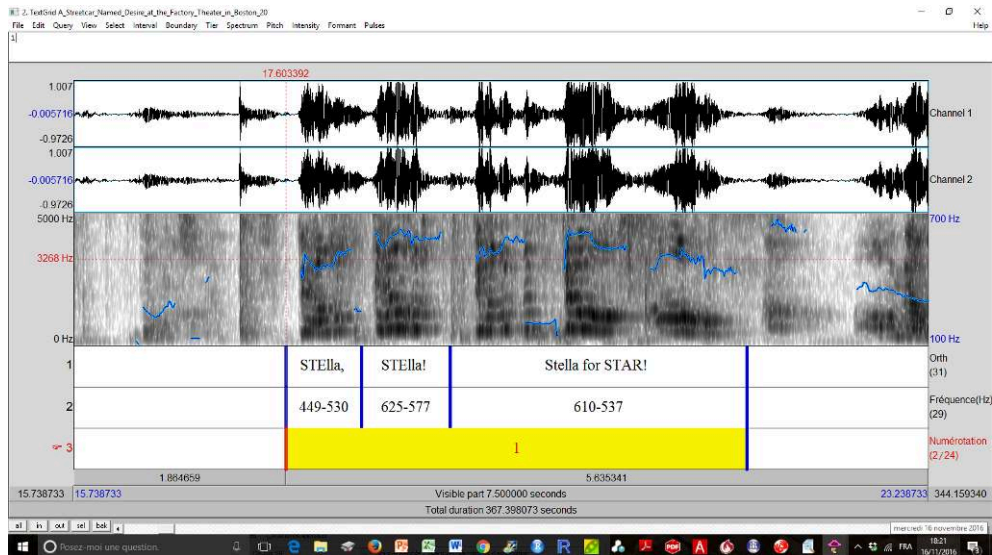 2. TextGrid A_Streetcar_Named_Desire_at_the_Factory_Theater_in_Boston_20
File Edit Query View Select Interval Boundary Tier Spectrum Pitch Intensity Formant Pulses Help
1
17.603392
1.007
-0.005716
-0.9726
Channel 1
1.007
-0.005716
-0.9726
Channel 2
5000 Hz
700 Hz
3268 Hz
0 Hz
100 Hz
1 STElla, STElla! Stella for STAR! Orth (31)
2 449-530 625-577 610-537 Fréquence(Hz) (29)
3 1 Numérotation (2/24)
1.864659 5.635341
15.738733 15.738733 Visible part 7.500000 seconds 23.238733 344.159340
Total duration 367.398073 seconds
all in out sel bak
mercredi 16 novembre 2016
Posez-moi une question.
FRA
18:21
16/11/2016